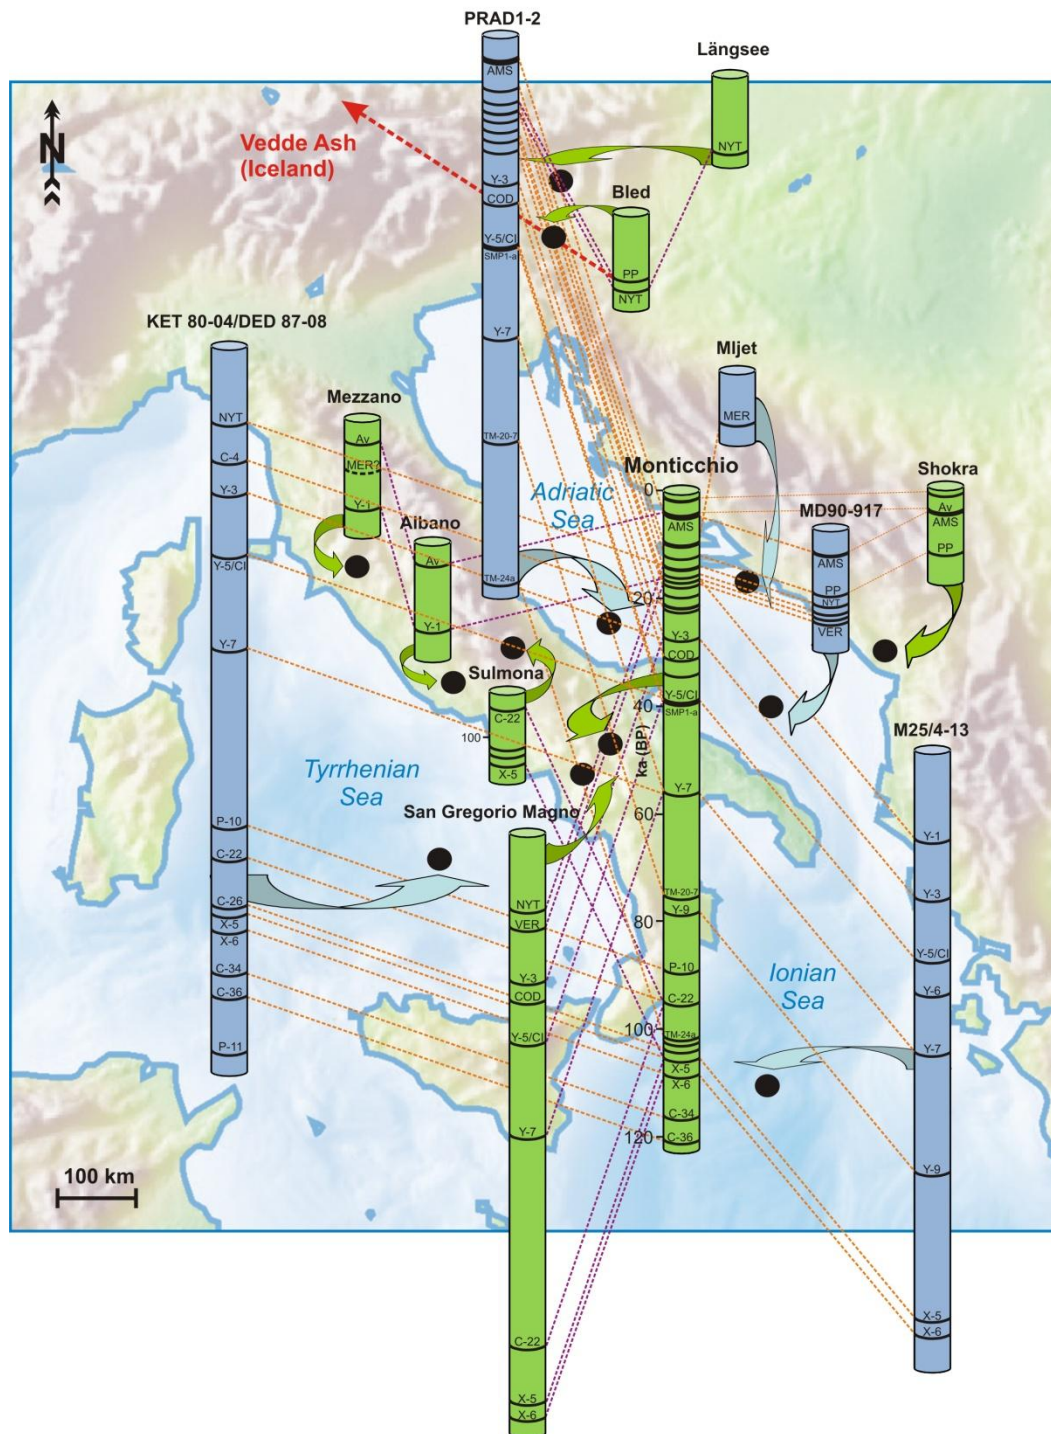 PRAD1-2
AMS
Y-3
COD
Y-5/CI
SMP1-a
Y-7
TM-20-7
TM-24a
Längsee
NYT
Vedde Ash
(Iceland)
N
Bled
PP
NYT
KET 80-04/DED 87-08
NYT
C-4
Y-3
Y-5/CI
Y-7
P-10
C-22
C-26
X-5
X-6
C-34
C-36
P-11
Mezzano
Av
MER?
Y-1
Albano
Av
Y-1
Mljet
MER
Adriatic
Sea
Monticchio
0
20
40
60
80
100
120
ka (BP)
AMS
Y-3
COD
Y-5/CI
SMP1-a
Y-7
TM-20-7
Y-9
P-10
C-22
TM-24a
X-5
X-6
C-34
C-36
MD90-917
AMS
PP
NYT
VER
Shokra
Av
AMS
PP
Sulmona
C-22
100
X-5
Tyrrhenian
Sea
San Gregorio Magno
NYT
VER
Y-3
COD
Y-5/CI
Y-7
C-22
X-5
X-6
M25/4-13
Y-1
Y-3
Y-5/CI
Y-6
Y-7
Y-9
X-5
X-6
Ionian
Sea
100 km